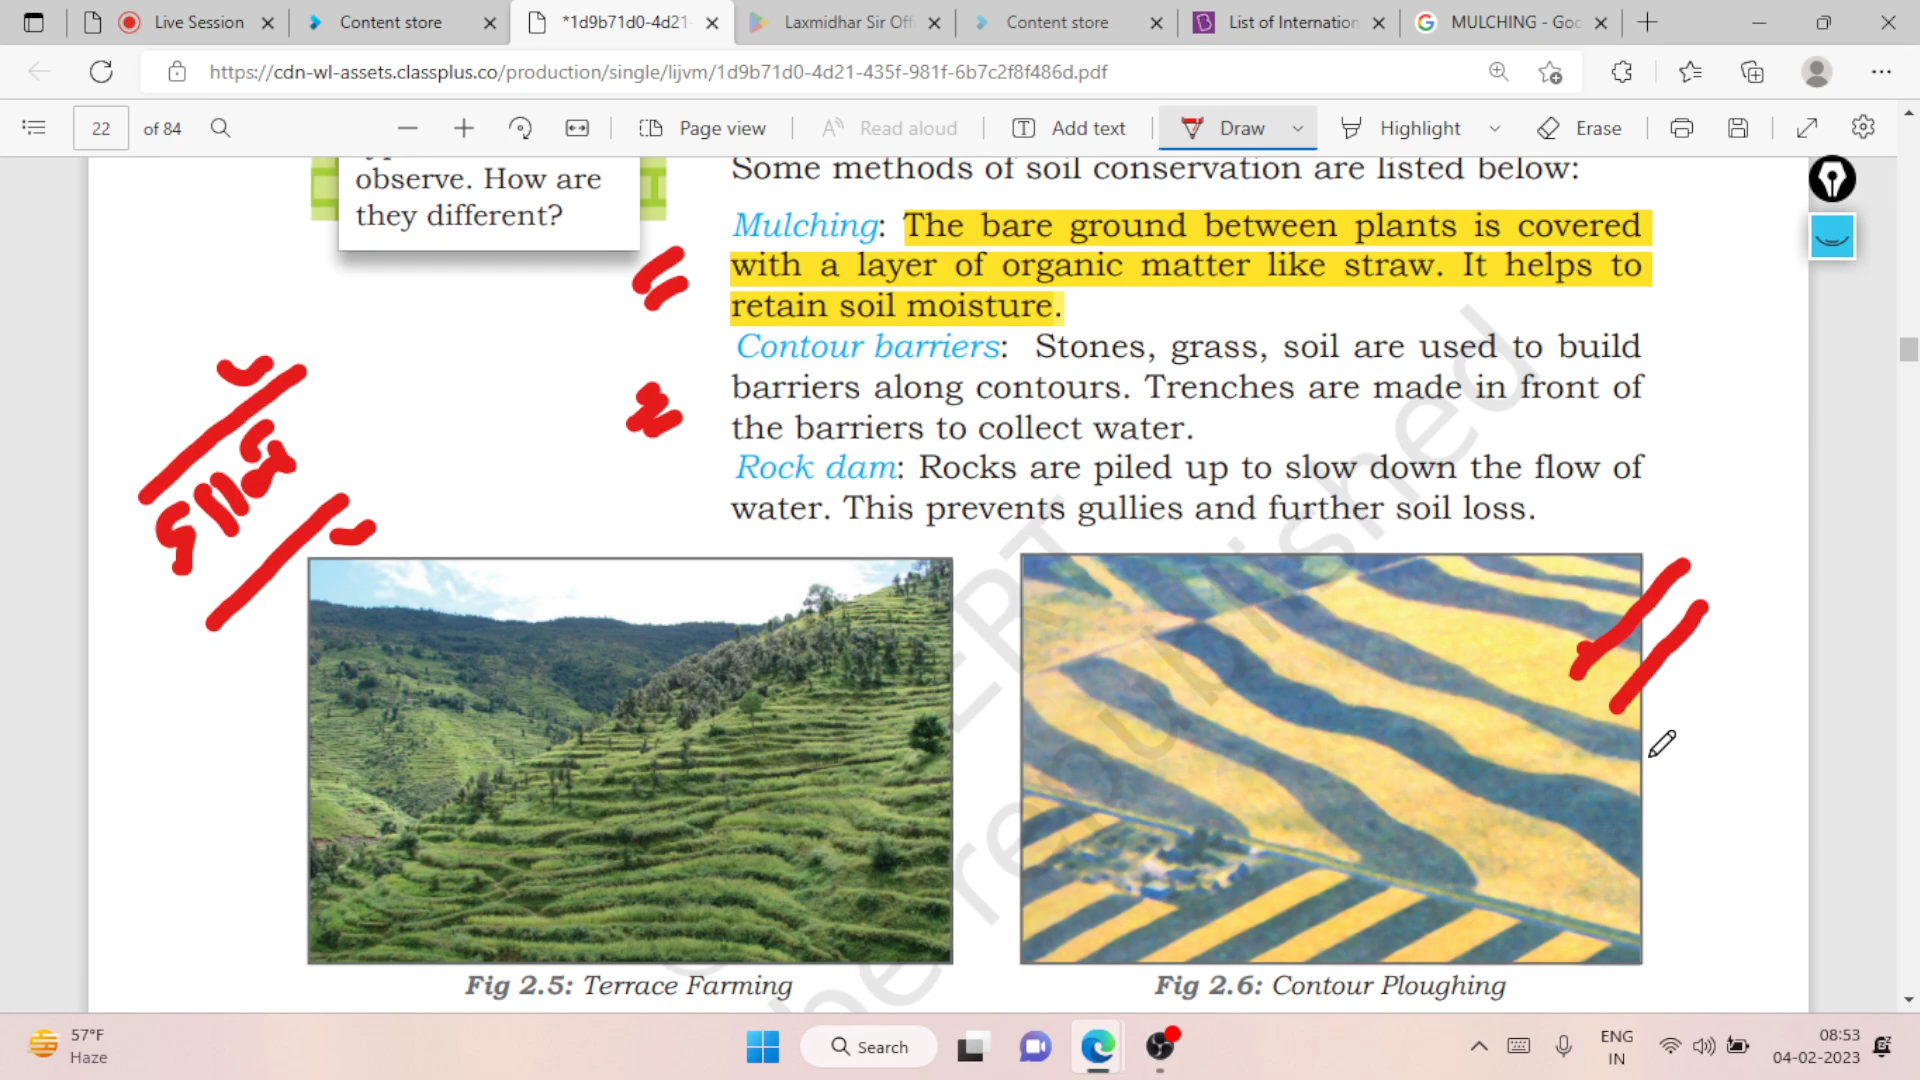 Live Session
Content store
*1d9b71d0-4d21-
Laxmidhar Sir Off
Content store
List of Internation
MULCHING - Goo
https://cdn-wl-assets.classplus.co/production/single/lijvm/1d9b71d0-4d21-435f-981f-6b7c2f8f486d.pdf
22 of 84
Page view
Read aloud
Add text
Draw
Highlight
Erase
observe. How are
they different?
Some methods of soil conservation are listed below:
Mulching: The bare ground between plants is covered
with a layer of organic matter like straw. It helps to
retain soil moisture.
Contour barriers: Stones, grass, soil are used to build
barriers along contours. Trenches are made in front of
the barriers to collect water.
Rock dam: Rocks are piled up to slow down the flow of
water. This prevents gullies and further soil loss.
Fig 2.5: Terrace Farming
Fig 2.6: Contour Ploughing
be republished
57°F
Haze
Search
ENG
IN
08:53
04-02-2023